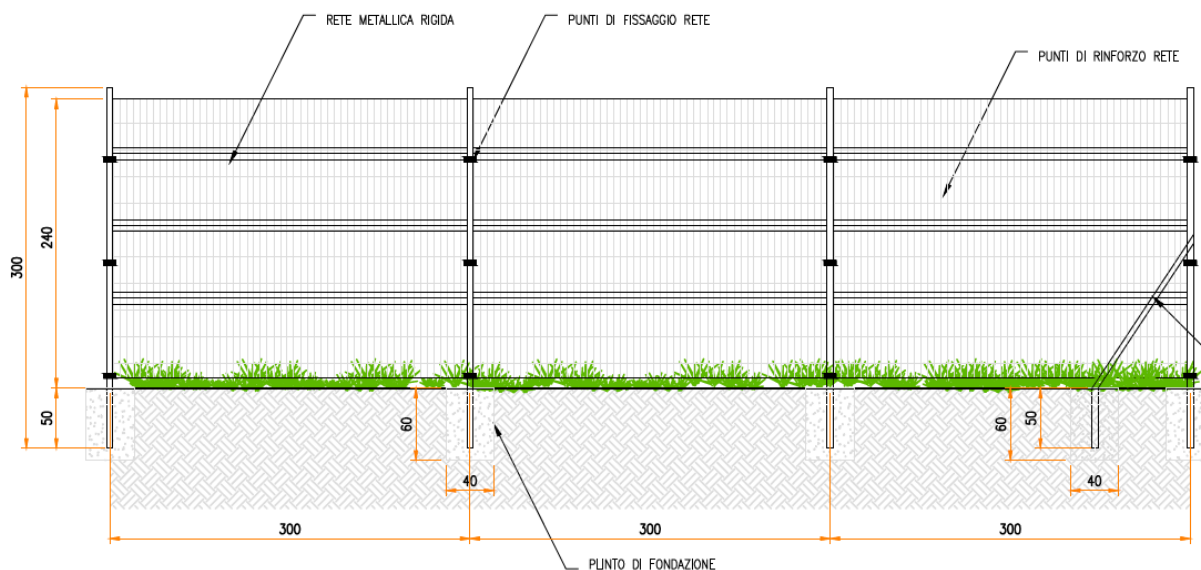 RETE METALLICA RIGIDA
PUNTI DI FISSAGGIO RETE
PUNTI DI RINFORZO RETE
300
240
50
60
40
60
50
40
300
300
300
PLINTO DI FONDAZIONE